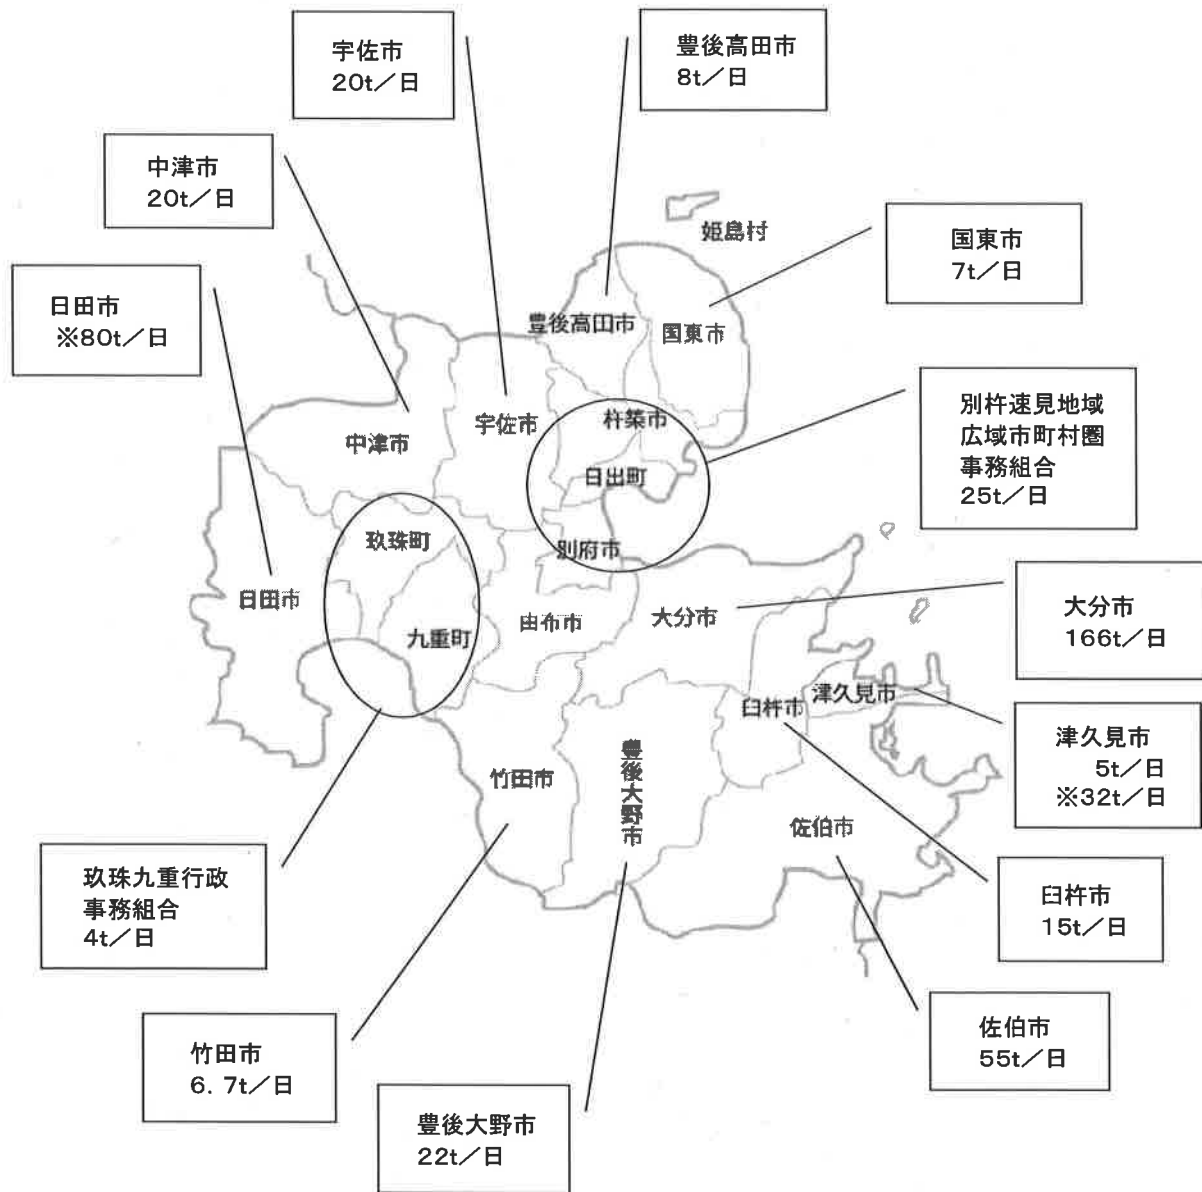 宇佐市
20t／日
豊後高田市
8t／日
中津市
20t／日
国東市
7t／日
日田市
※80t／日
別杵速見地域
広域市町村圏
事務組合
25t／日
大分市
166t／日
津久見市
5t／日
※32t／日
臼杵市
15t／日
佐伯市
55t／日
玖珠九重行政
事務組合
4t／日
竹田市
6．7t／日
豊後大野市
22t／日
姫島村
豊後高田市
国東市
杵築市
宇佐市
中津市
日出町
玖珠町
別府市
日田市
九重町
由布市
大分市
臼杵市
津久見市
竹田市
豊後大野市
佐伯市